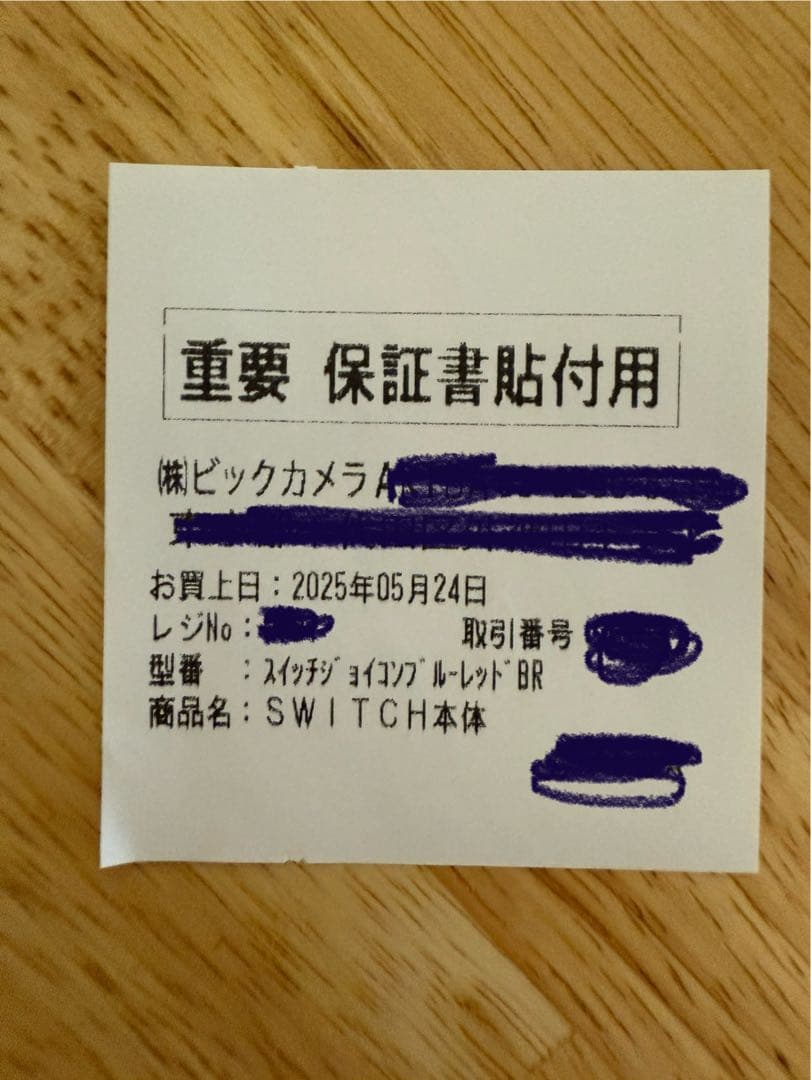 重要 保証書貼付用
㈱ビックカメラA
お買上日：2025年05月24日
レジNo：
取引番号
型番　：ｽｲｯﾁｼﾞｮｲｺﾝﾌﾞﾙｰﾚｯﾄﾞBR
商品名：ＳＷＩＴＣＨ本体